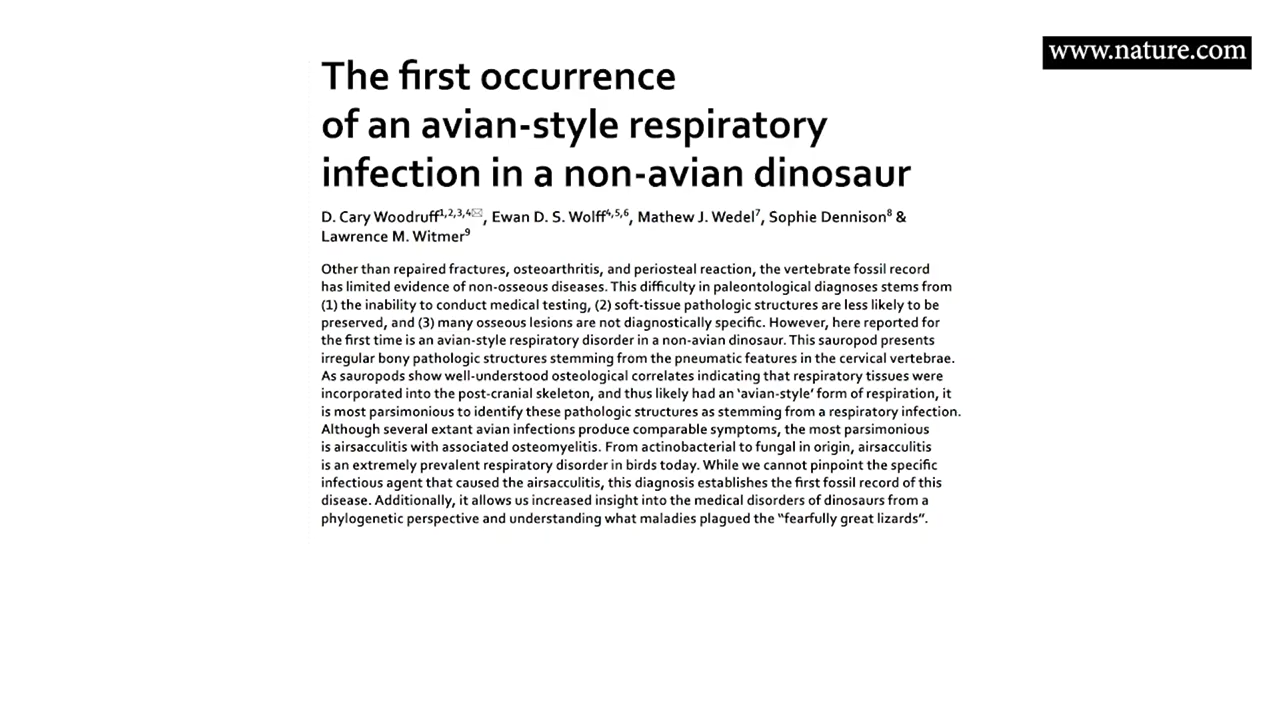 www.nature.com
The first occurrence
of an avian-style respiratory
infection in a non-avian dinosaur
D. Cary Woodruff1,2,3,4✉, Ewan D. S. Wolff4,5,6, Mathew J. Wedel7, Sophie Dennison8 &
Lawrence M. Witmer9
Other than repaired fractures, osteoarthritis, and periosteal reaction, the vertebrate fossil record
has limited evidence of non-osseous diseases. This difficulty in paleontological diagnoses stems from
(1) the inability to conduct medical testing, (2) soft-tissue pathologic structures are less likely to be
preserved, and (3) many osseous lesions are not diagnostically specific. However, here reported for
the first time is an avian-style respiratory disorder in a non-avian dinosaur. This sauropod presents
irregular bony pathologic structures stemming from the pneumatic features in the cervical vertebrae.
As sauropods show well-understood osteological correlates indicating that respiratory tissues were
incorporated into the post-cranial skeleton, and thus likely had an ‘avian-style’ form of respiration, it
is most parsimonious to identify these pathologic structures as stemming from a respiratory infection.
Although several extant avian infections produce comparable symptoms, the most parsimonious
is airsacculitis with associated osteomyelitis. From actinobacterial to fungal in origin, airsacculitis
is an extremely prevalent respiratory disorder in birds today. While we cannot pinpoint the specific
infectious agent that caused the airsacculitis, this diagnosis establishes the first fossil record of this
disease. Additionally, it allows us increased insight into the medical disorders of dinosaurs from a
phylogenetic perspective and understanding what maladies plagued the “fearfully great lizards”.